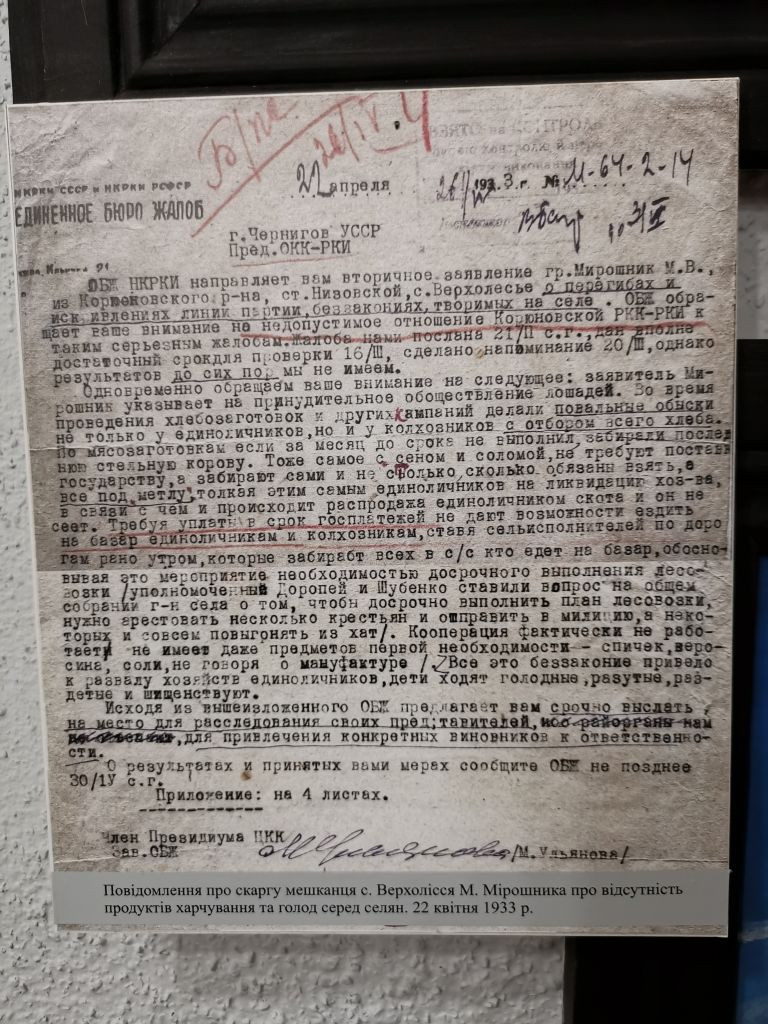 Б/па
26/IV.
НКРКИ СССР и НКРКИ РСФСР
ЕДИНЕННОЕ БЮРО ЖАЛОБ
22 апреля 1933 г. № М-64-2-14
г.Чернигов УССР
Пред.ОКК-РКИ
Ильинка 21
ОБЖ НКРКИ направляет вам вторичное заявление гр.Мирошник М.В.,
из Корюковского р-на, ст.Низовской,с.Верхолесье о перегибах и
искривлениях линии партии,беззакониях,творимых на селе. ОБЖ обра-
щает ваше внимание на недопустимое отношение Корюновской РКК-РКИ к
таким серьезным жалобам.Жалоба нами послана 21/П с.г.,дан вполне
достаточный срокдля проверки 16/Ш, сделано напоминание 20/Ш,однако
результатов до сих пор мы не имеем.
Одновременно обращаем ваше внимание на следующее: заявитель Ми-
рошник указывает на принудительное обоществление лошадей. Во время
проведения хлебозаготовок и других кампаний делали повальные обыски
не только у единоличников,но и у колхозников с отбором всего хлеба.
По мясозаготовкам если за месяц до срока не выполнил,забирали послед
нюю стельную корову. Тоже самое с сеном и соломой,не требуют постав
государству,а забирают сами и не столько сколько обязаны взять,а
все под метлу,толкая этим самым единоличников на ликвидацию хоз-ва,
в связи с чем и происходит распродажа единоличником скота и он не
сеет. Требуя уплаты в срок госплатежей не дают возможности ездить
на базар единоличникам и колхозникам,ставя сельисполнителей по доро
гам рано утром,которые забирабт всех в с/с кто едет на базар,обосно-
вывая это мероприятие необходимостью досрочного выполнения лесо-
возки /уполномоченный Доропей и Шубенко ставили вопрос на общем
собрании г-н села о том, чтобы досрочно выполнить план лесовозки,
нужно арестовать несколько крестьян и отправить в милицию,а неко-
торых и совсем повыгонять из хат/. Кооперация фактически не рабо-
тает/ не имеет даже предметов первой необходимости - спичек,керо-
сина, соли,не говоря о мануфактуре /. Все это беззаконие привело
к развалу хозяйств единоличников,дети ходят голодные,разутые,раз-
детые и нищенствуют.
Исходя из вышеизложенного ОБЖ предлагает вам срочно выслать,
на место для расследования своих представителей, ибо райорганы нам
для привлечения конкретных виновников к ответственно-
сти.
О результатах и принятых вами мерах сообщите ОБЖ не позднее
30/1У с.г.
Приложение: на 4 листах.
Член Президиума ЦКК
Зав.ОБЖ /М.Ульянова/
Повідомлення про скаргу мешканця с. Верхолісся М. Мірошника про відсутність
продуктів харчування та голод серед селян. 22 квітня 1933 р.